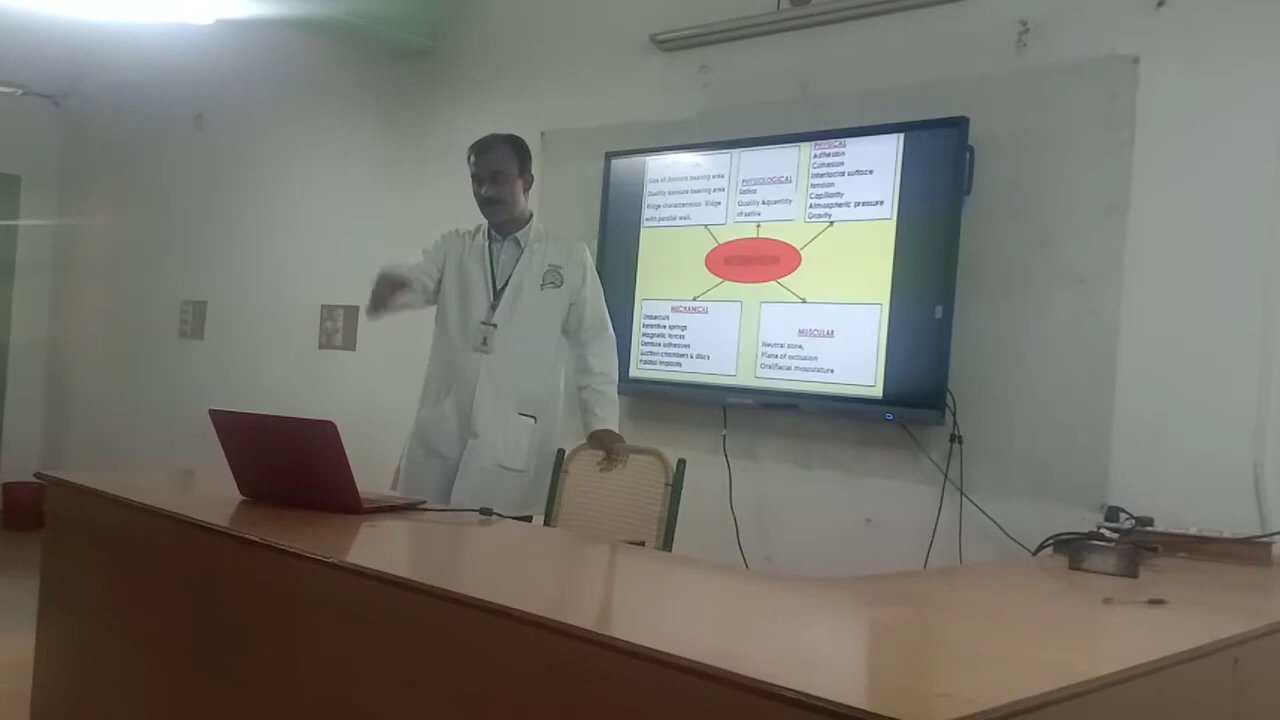 Size of denture bearing area
Quality denture bearing area
Ridge characteristics- Ridge
with parallel wall.
PHYSIOLOGICAL
Saliva
Quality &quantity
of saliva
PHYSICAL
Adhesion
Cohesion
Interfacial surface
tension
Capillarity
Atmospheric pressure
Gravity
MECHANICAL
Undercuts
Retentive springs
Magnetic forces
Denture adhesives
Suction chambers & discs
Palatal implants
MUSCULAR
Neutral zone,
Plane of occlusion
Orofacial musculature